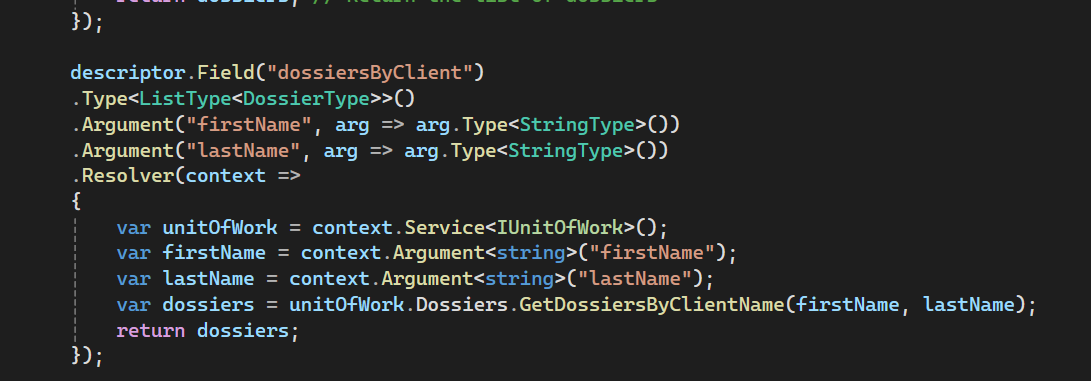 return dossiers; // Return the list of dossiers
});
descriptor.Field("dossiersByClient")
.Type<ListType<DossierType>>()
.Argument("firstName", arg => arg.Type<StringType>())
.Argument("lastName", arg => arg.Type<StringType>())
.Resolver(context =>
{
var unitOfWork = context.Service<IUnitOfWork>();
var firstName = context.Argument<string>("firstName");
var lastName = context.Argument<string>("lastName");
var dossiers = unitOfWork.Dossiers.GetDossiersByClientName(firstName, lastName);
return dossiers;
});